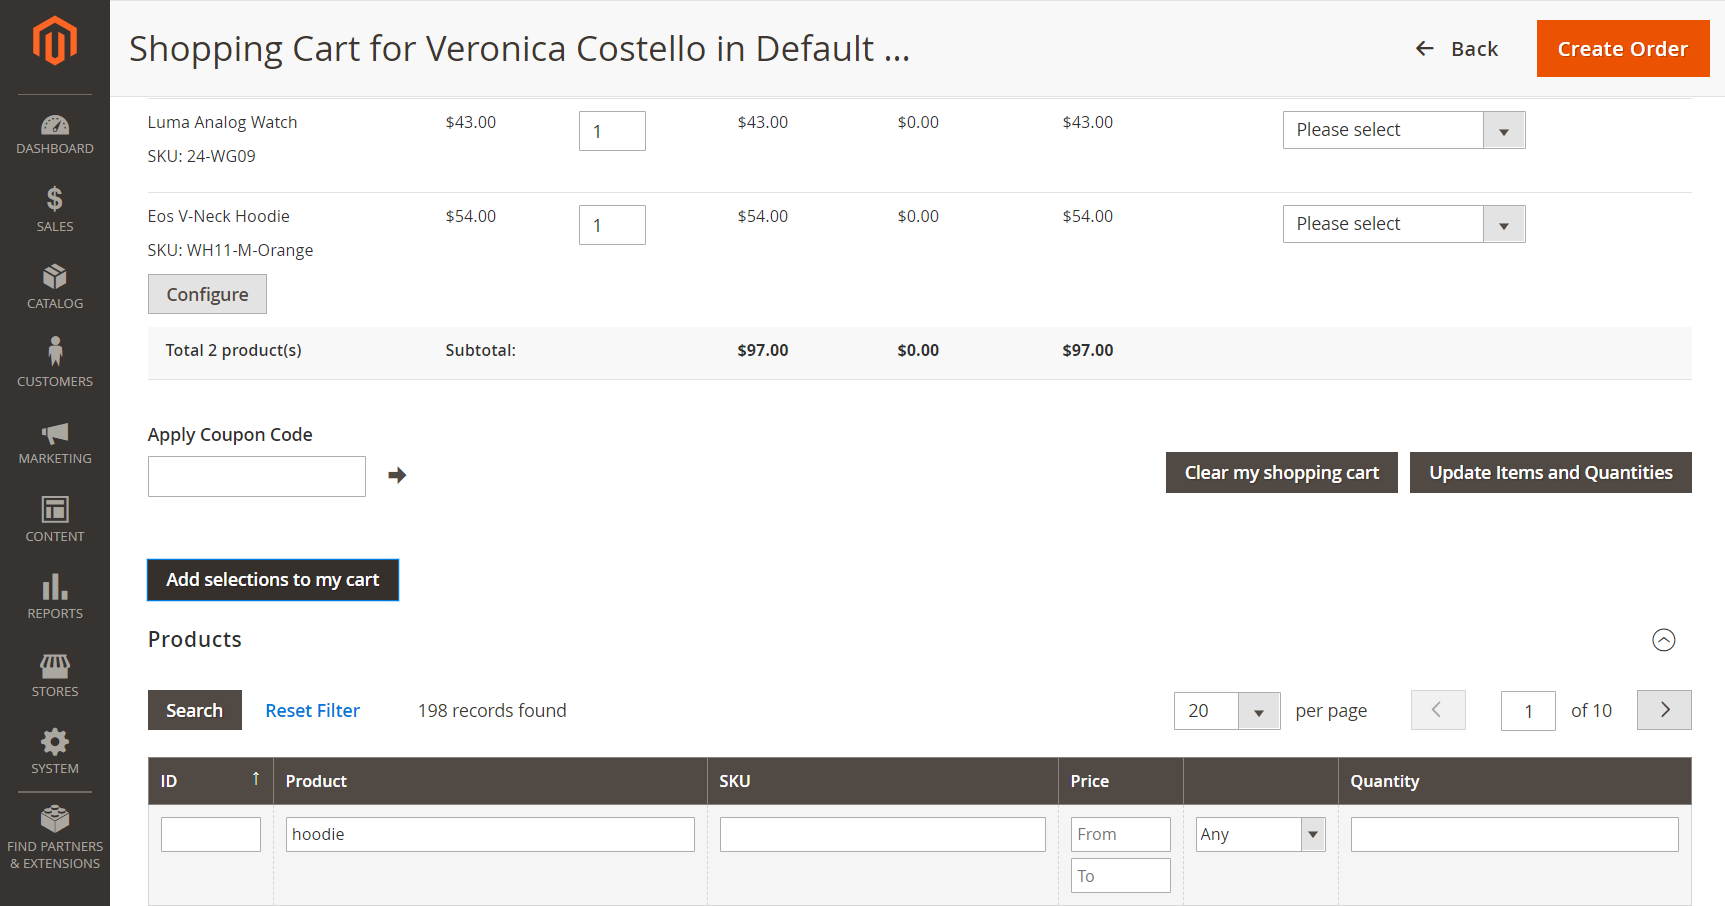 Shopping Cart for Veronica Costello in Default ...
Back
Create Order
DASHBOARD
SALES
CATALOG
CUSTOMERS
MARKETING
CONTENT
REPORTS
STORES
SYSTEM
FIND PARTNERS
& EXTENSIONS
Luma Analog Watch $43.00 1 $43.00 $0.00 $43.00 Please select
SKU: 24-WG09
Eos V-Neck Hoodie $54.00 1 $54.00 $0.00 $54.00 Please select
SKU: WH11-M-Orange
Configure
Total 2 product(s) Subtotal: $97.00 $0.00 $97.00
Apply Coupon Code
Clear my shopping cart Update Items and Quantities
Add selections to my cart
Products
Search Reset Filter 198 records found 20 per page 1 of 10
ID Product SKU Price Quantity
hoodie From Any
To